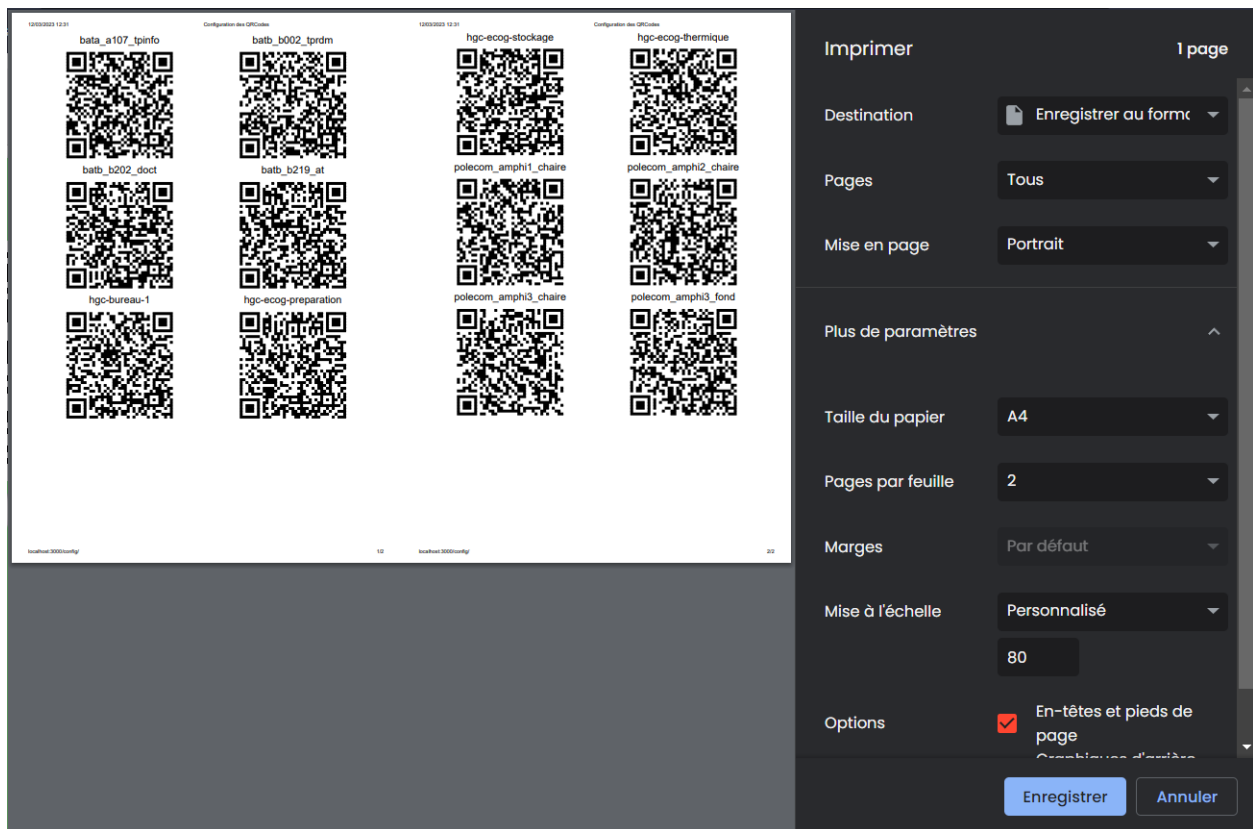 12/03/2023 12:31 Configuration des QRCodes
bata_a107_tpinfo batb_b002_tprdm
batb_b202_doct batb_b219_at
hgc-bureau-1 hgc-ecog-preparation
localhost:3000/config/ 1/2
12/03/2023 12:31 Configuration des QRCodes
hgc-ecog-stockage hgc-ecog-thermique
polecom_amphi1_chaire polecom_amphi2_chaire
polecom_amphi3_chaire polecom_amphi3_fond
localhost:3000/config/ 2/2
Imprimer 1 page
Destination Enregistrer au forma
Pages Tous
Mise en page Portrait
Plus de paramètres
Taille du papier A4
Pages par feuille 2
Marges Par défaut
Mise à l'échelle Personnalisé
80
Options En-têtes et pieds de
page
Graphiques d'arrière
Enregistrer Annuler